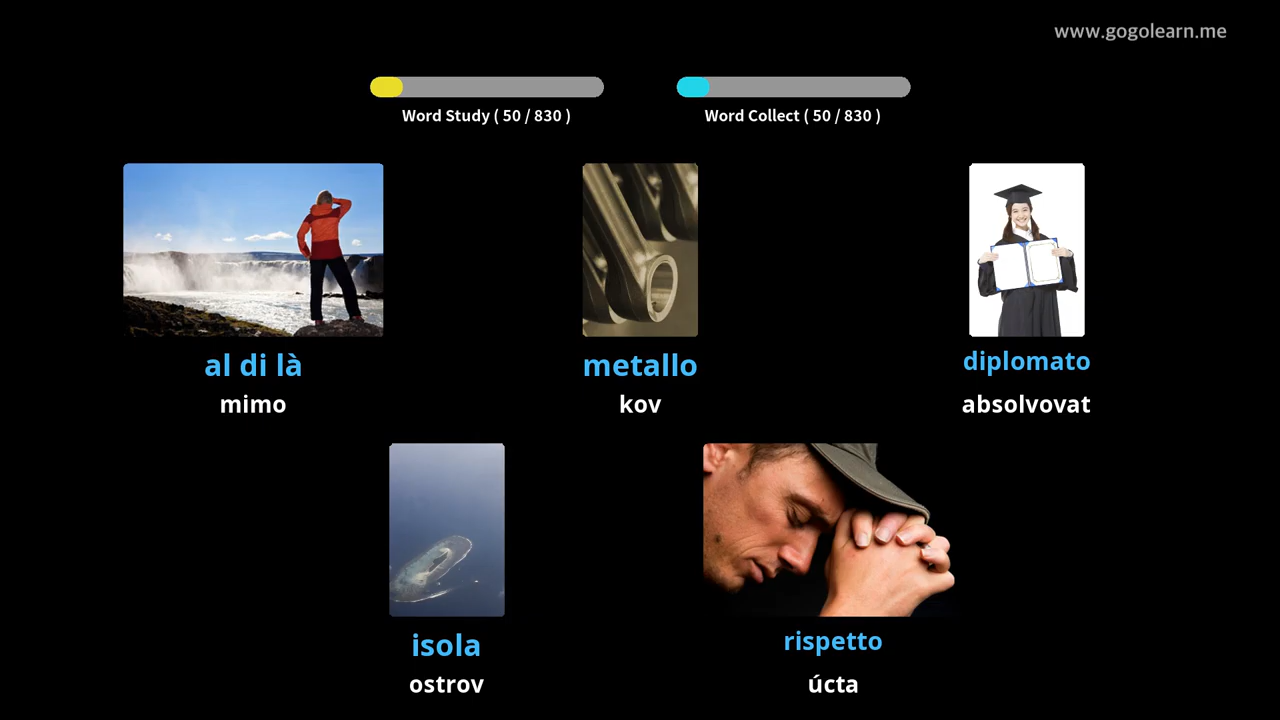 www.gogolearn.me
Word Study ( 50 / 830 )
Word Collect ( 50 / 830 )
al di là
mimo
metallo
kov
diplomato
absolvovat
isola
ostrov
rispetto
úcta